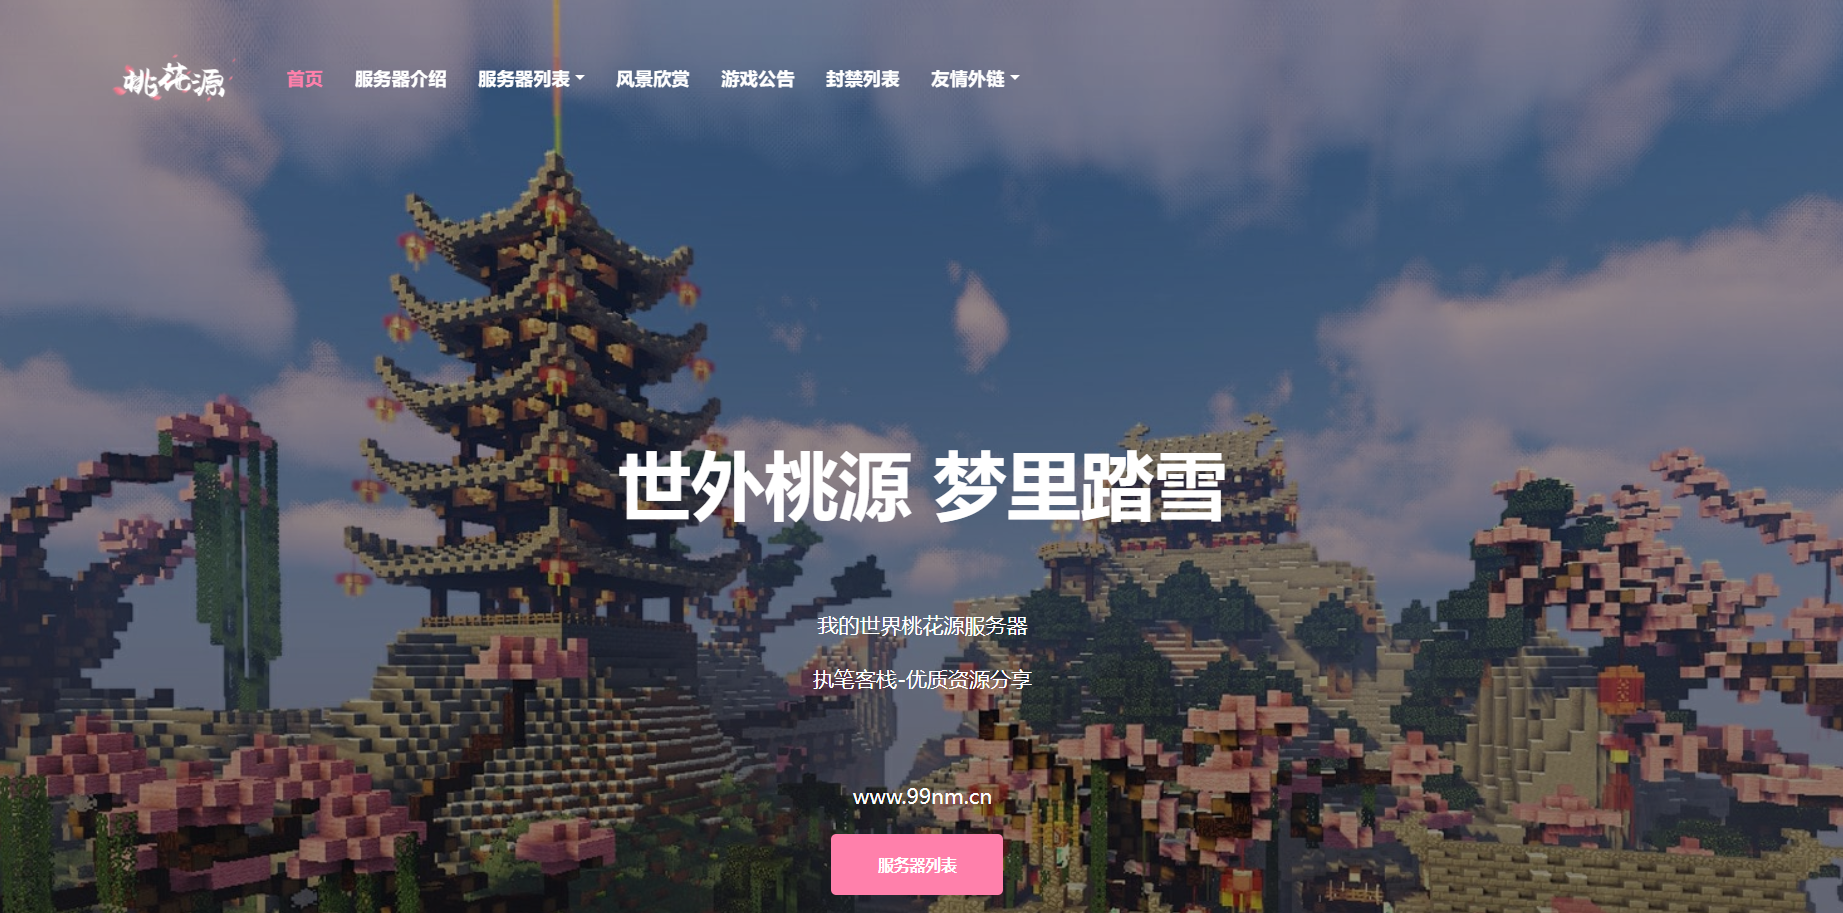 桃花源
首页 服务器介绍 服务器列表 风景欣赏 游戏公告 封禁列表 友情外链
世外桃源 梦里踏雪
我的世界桃花源服务器
执笔客栈-优质资源分享
www.99nm.cn
服务器列表